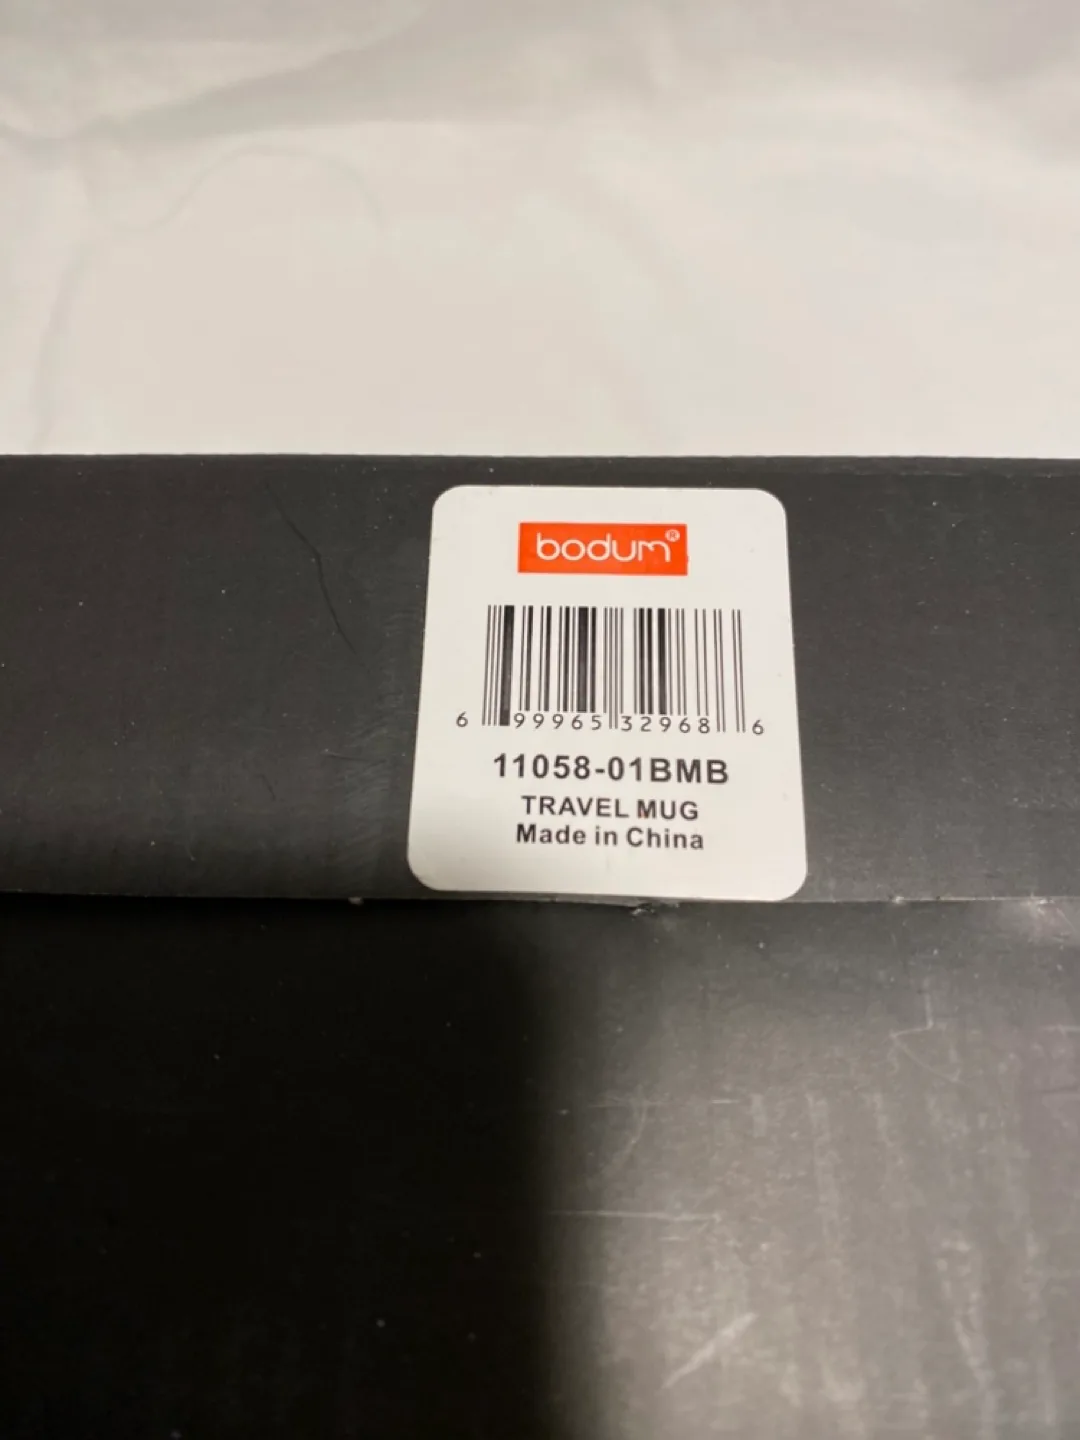 bodum®
6 99965 32968 6
11058-01BMB
TRAVEL MUG
Made in China